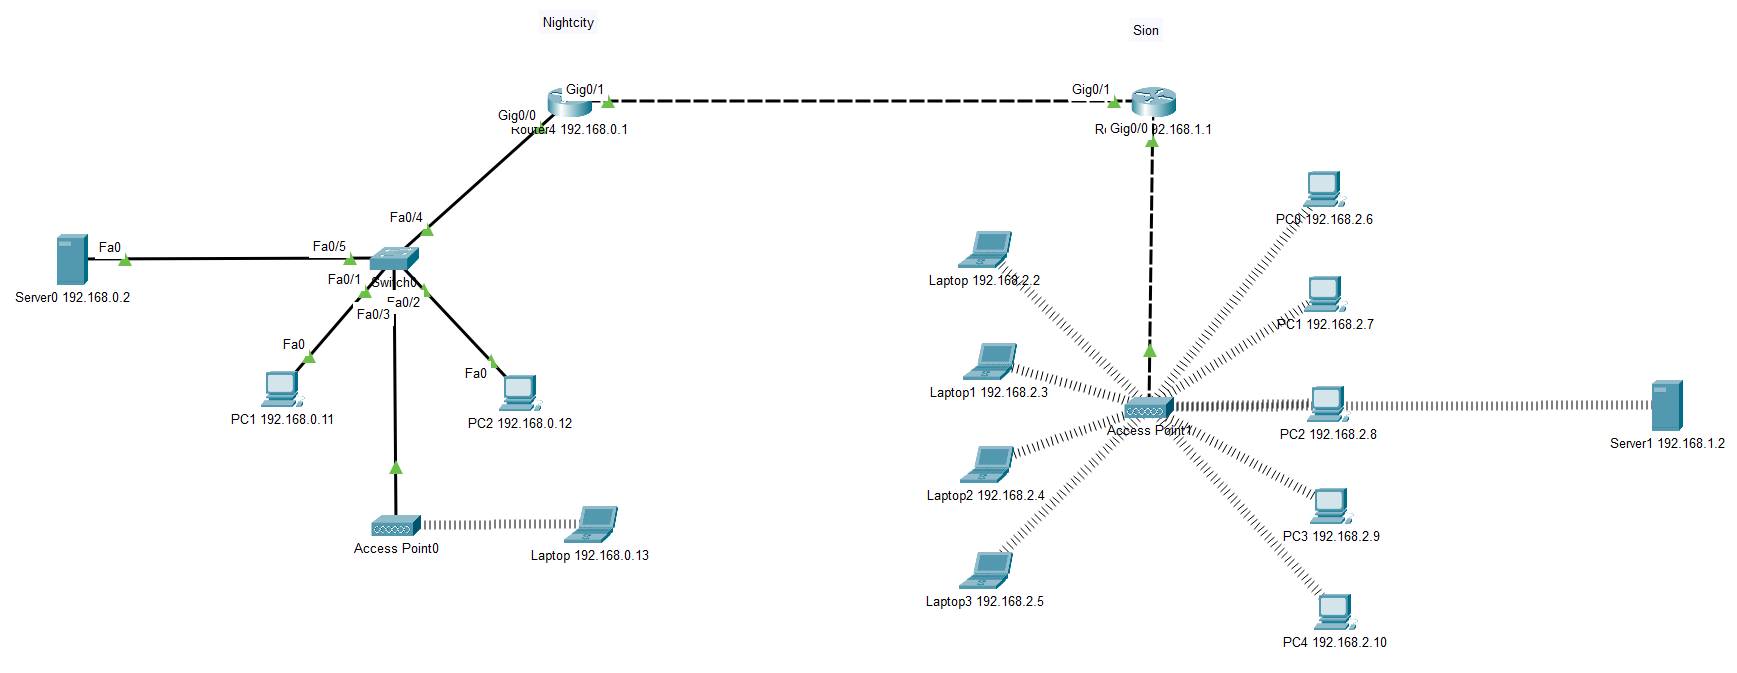 Nightcity
Sion
Gig0/1
Gig0/1
Gig0/0
Router4 192.168.0.1
Gig0/0
92.168.1.1
PC0 192.168.2.6
Fa0/4
Fa0
Fa0/5
Fa0/1
Switch0
Server0 192.168.0.2
Fa0/2
Fa0/3
Laptop 192.168.2.2
PC1 192.168.2.7
Fa0
Fa0
PC1 192.168.0.11
PC2 192.168.0.12
Laptop1 192.168.2.3
Access Point1
PC2 192.168.2.8
Server1 192.168.1.2
Laptop2 192.168.2.4
Access Point0
Laptop 192.168.0.13
PC3 192.168.2.9
Laptop3 192.168.2.5
PC4 192.168.2.10